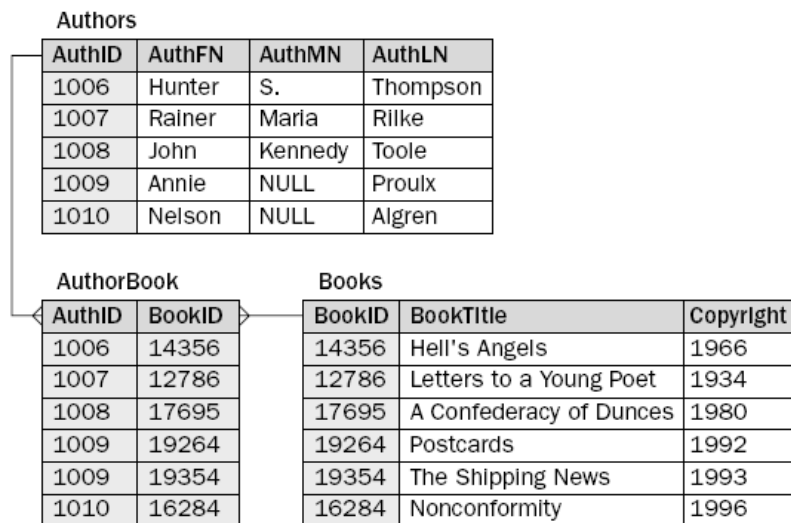 Authors
AuthID AuthFN AuthMN AuthLN
1006 Hunter S. Thompson
1007 Rainer Maria Rilke
1008 John Kennedy Toole
1009 Annie NULL Proulx
1010 Nelson NULL Algren
AuthorBook Books
AuthID BookID BookID BookTitle Copyright
1006 14356 14356 Hell's Angels 1966
1007 12786 12786 Letters to a Young Poet 1934
1008 17695 17695 A Confederacy of Dunces 1980
1009 19264 19264 Postcards 1992
1009 19354 19354 The Shipping News 1993
1010 16284 16284 Nonconformity 1996